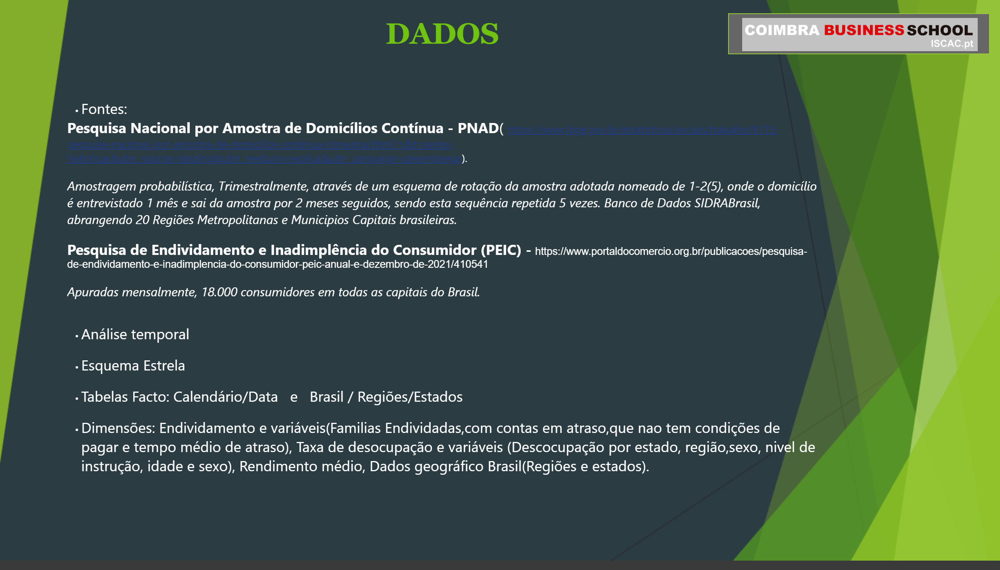 DADOS
COIMBRA BUSINESS SCHOOL
ISCAC.pt
• Fontes:
Pesquisa Nacional por Amostra de Domicílios Contínua - PNAD( https://www.ibge.gov.br/estatisticas/sociais/trabalho/9173-
pesquisa-nacional-por-amostra-de-domicilios-continua-trimestral.html?=&t=series-
historicas&utm_source=landing&utm_medium=explica&utm_campaign=desemprego).
Amostragem probabilística, Trimestralmente, através de um esquema de rotação da amostra adotada nomeado de 1-2(5), onde o domicílio
é entrevistado 1 mês e sai da amostra por 2 meses seguidos, sendo esta sequência repetida 5 vezes. Banco de Dados SIDRABrasil,
abrangendo 20 Regiões Metropolitanas e Municipios Capitais brasileiras.
Pesquisa de Endividamento e Inadimplência do Consumidor (PEIC) - https://www.portaldocomercio.org.br/publicacoes/pesquisa-
de-endividamento-e-inadimplencia-do-consumidor-peic-anual-e-dezembro-de-2021/410541
Apuradas mensalmente, 18.000 consumidores em todas as capitais do Brasil.
• Análise temporal
• Esquema Estrela
• Tabelas Facto: Calendário/Data e Brasil / Regiões/Estados
• Dimensões: Endividamento e variáveis(Familias Endividadas,com contas em atraso,que nao tem condições de
pagar e tempo médio de atraso), Taxa de desocupação e variáveis (Descocupação por estado, região,sexo, nivel de
instrução, idade e sexo), Rendimento médio, Dados geográfico Brasil(Regiões e estados).